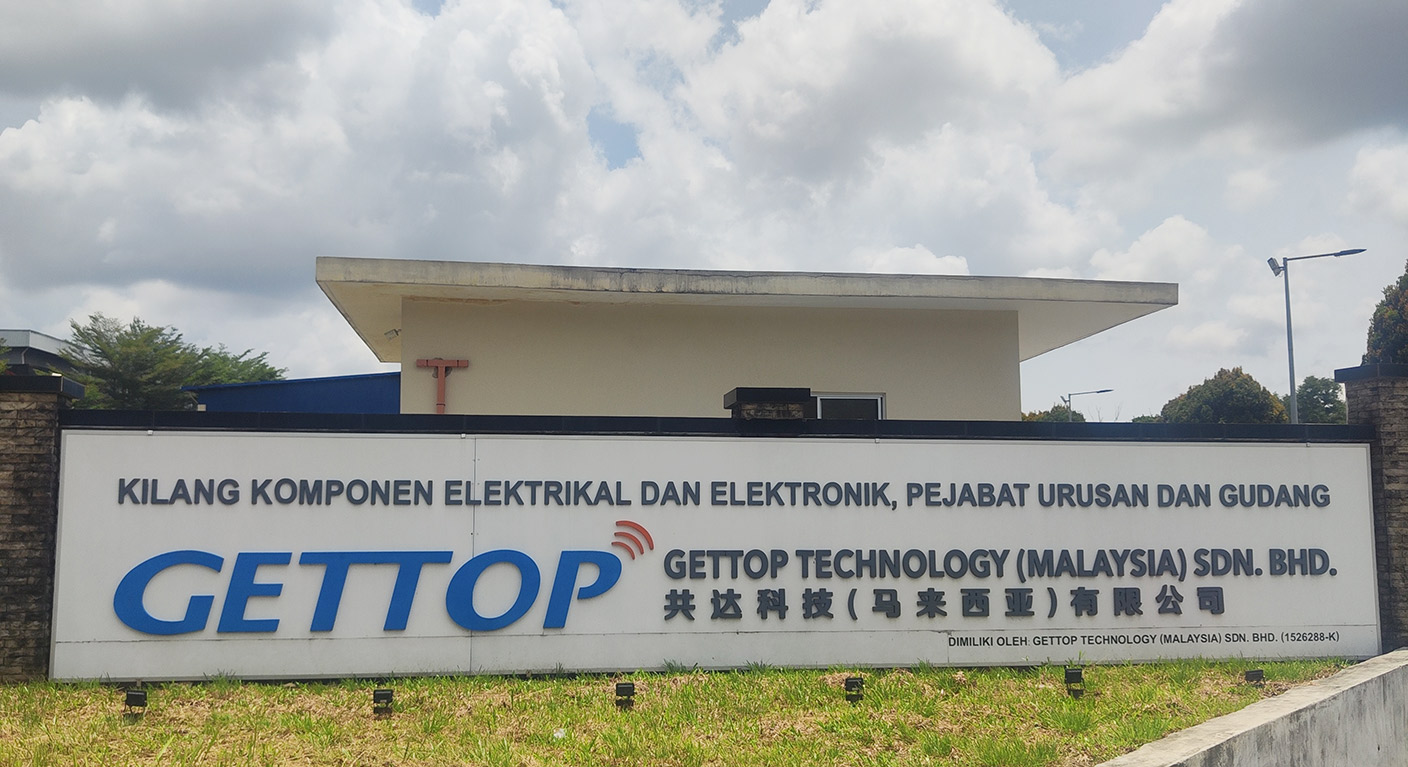 KILANG KOMPONEN ELEKTRIKAL DAN ELEKTRONIK, PEJABAT URUSAN DAN GUDANG
GETTOP
GETTOP TECHNOLOGY (MALAYSIA) SDN. BHD.
共达科技(马来西亚)有限公司
DIMILIKI OLEH: GETTOP TECHNOLOGY (MALAYSIA) SDN. BHD. (1526288-K)